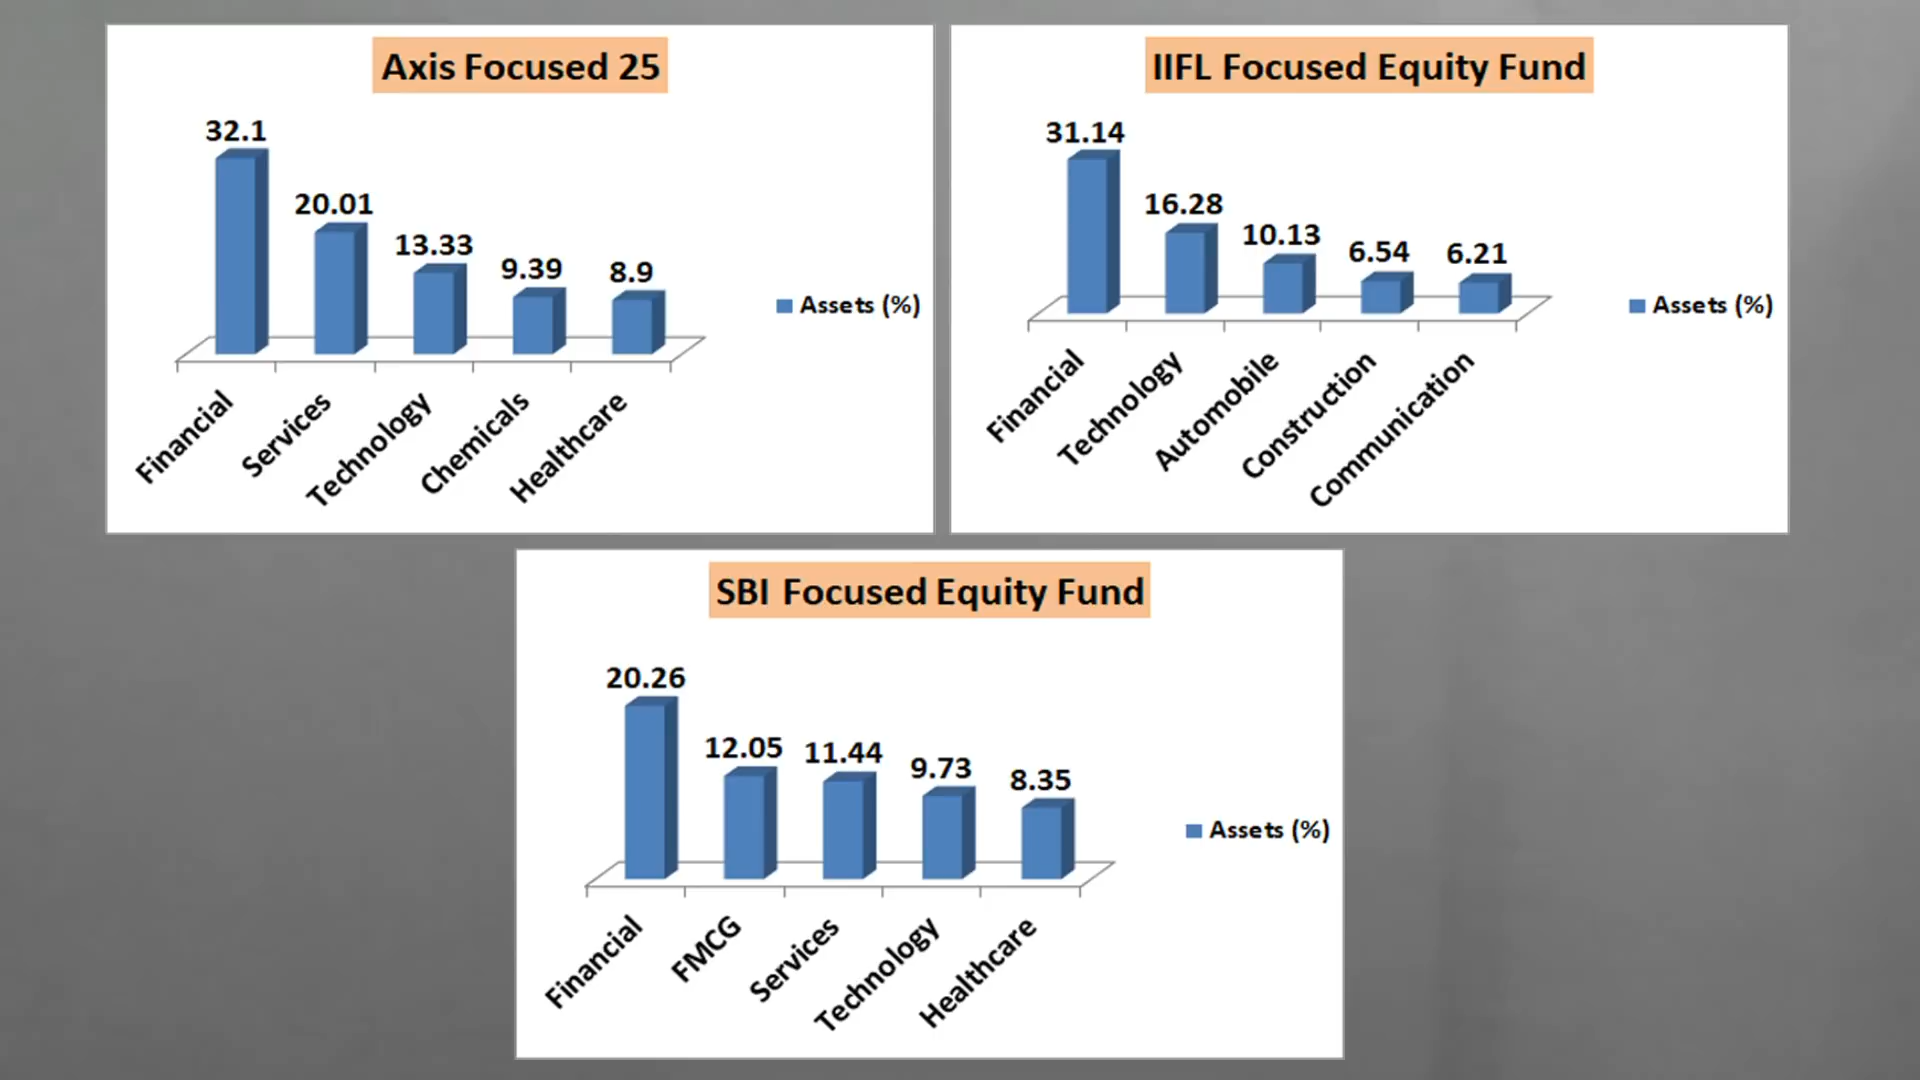 Axis Focused 25
32.1
20.01
13.33
9.39
8.9
Assets (%)
Financial
Services
Technology
Chemicals
Healthcare
IIFL Focused Equity Fund
31.14
16.28
10.13
6.54
6.21
Assets (%)
Financial
Technology
Automobile
Construction
Communication
SBI Focused Equity Fund
20.26
12.05
11.44
9.73
8.35
Assets (%)
Financial
FMCG
Services
Technology
Healthcare